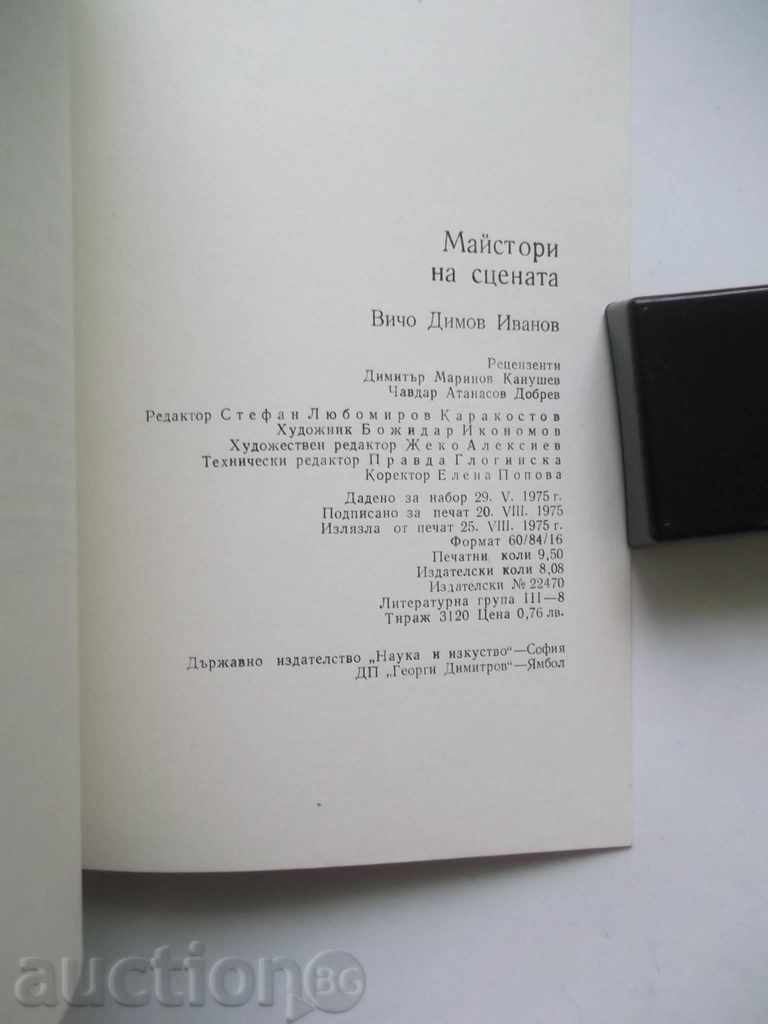 Майстори
на сцената
Вичо Димов Иванов
Рецензенти
Димитър Маринов Канушев
Чавдар Атанасов Добрев
Редактор Стефан Любомиров Каракостов
Художник Божидар Икономов
Художествен редактор Жеко Алексиев
Технически редактор Правда Глогинска
Коректор Елена Попова
Дадено за набор 29. V. 1975 г.
Подписано за печат 20. VIII. 1975
Излязла от печат 25. VIII. 1975 г.
Формат 60/84/16
Печатни коли 9,50
Издателски коли 8,08
Издателски № 22470
Литературна група III—8
Тираж 3120 Цена 0,76 лв.
Държавно издателство „Наука и изкуство“—София
ДП „Георги Димитров“—Ямбол
auction BG